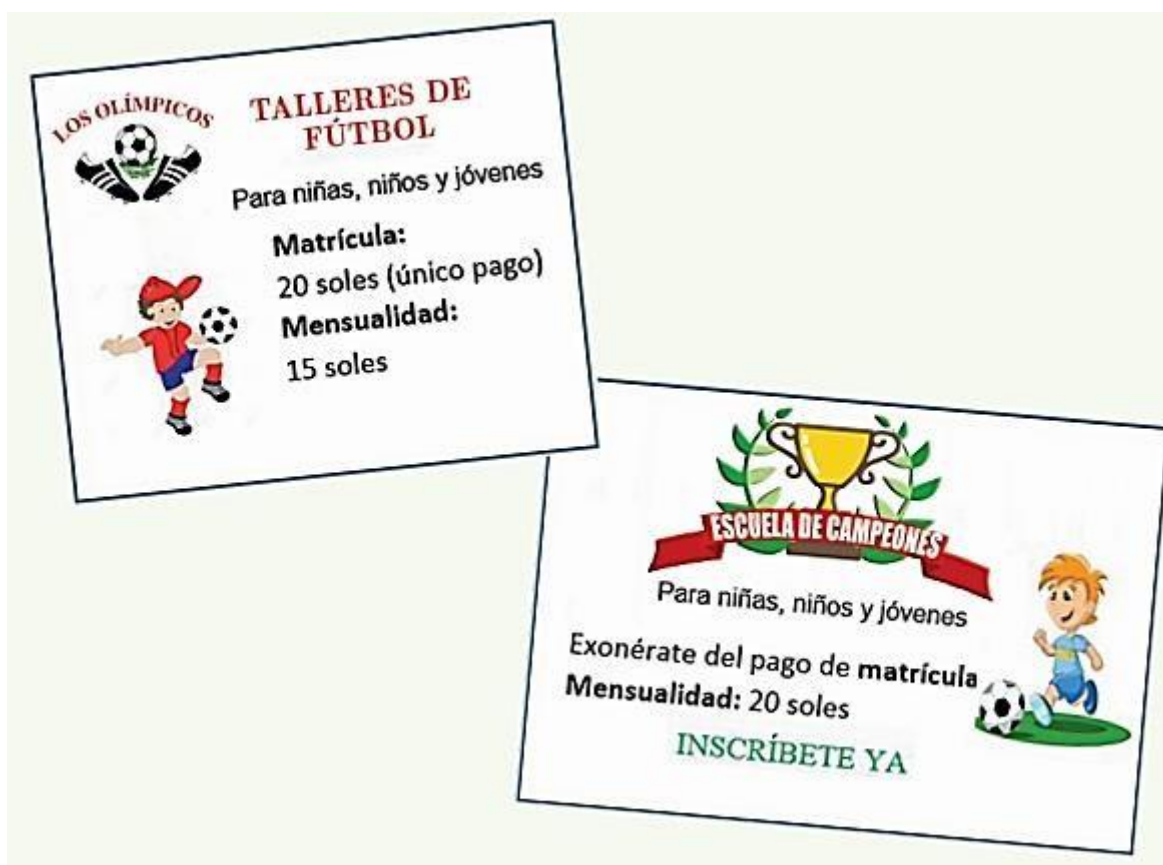 LOS OLÍMPICOS
TALLERES DE
FÚTBOL
Para niñas, niños y jóvenes
Matrícula:
20 soles (único pago)
Mensualidad:
15 soles
ESCUELA DE CAMPEONES
Para niñas, niños y jóvenes
Exonérate del pago de matrícula
Mensualidad: 20 soles
INSCRÍBETE YA